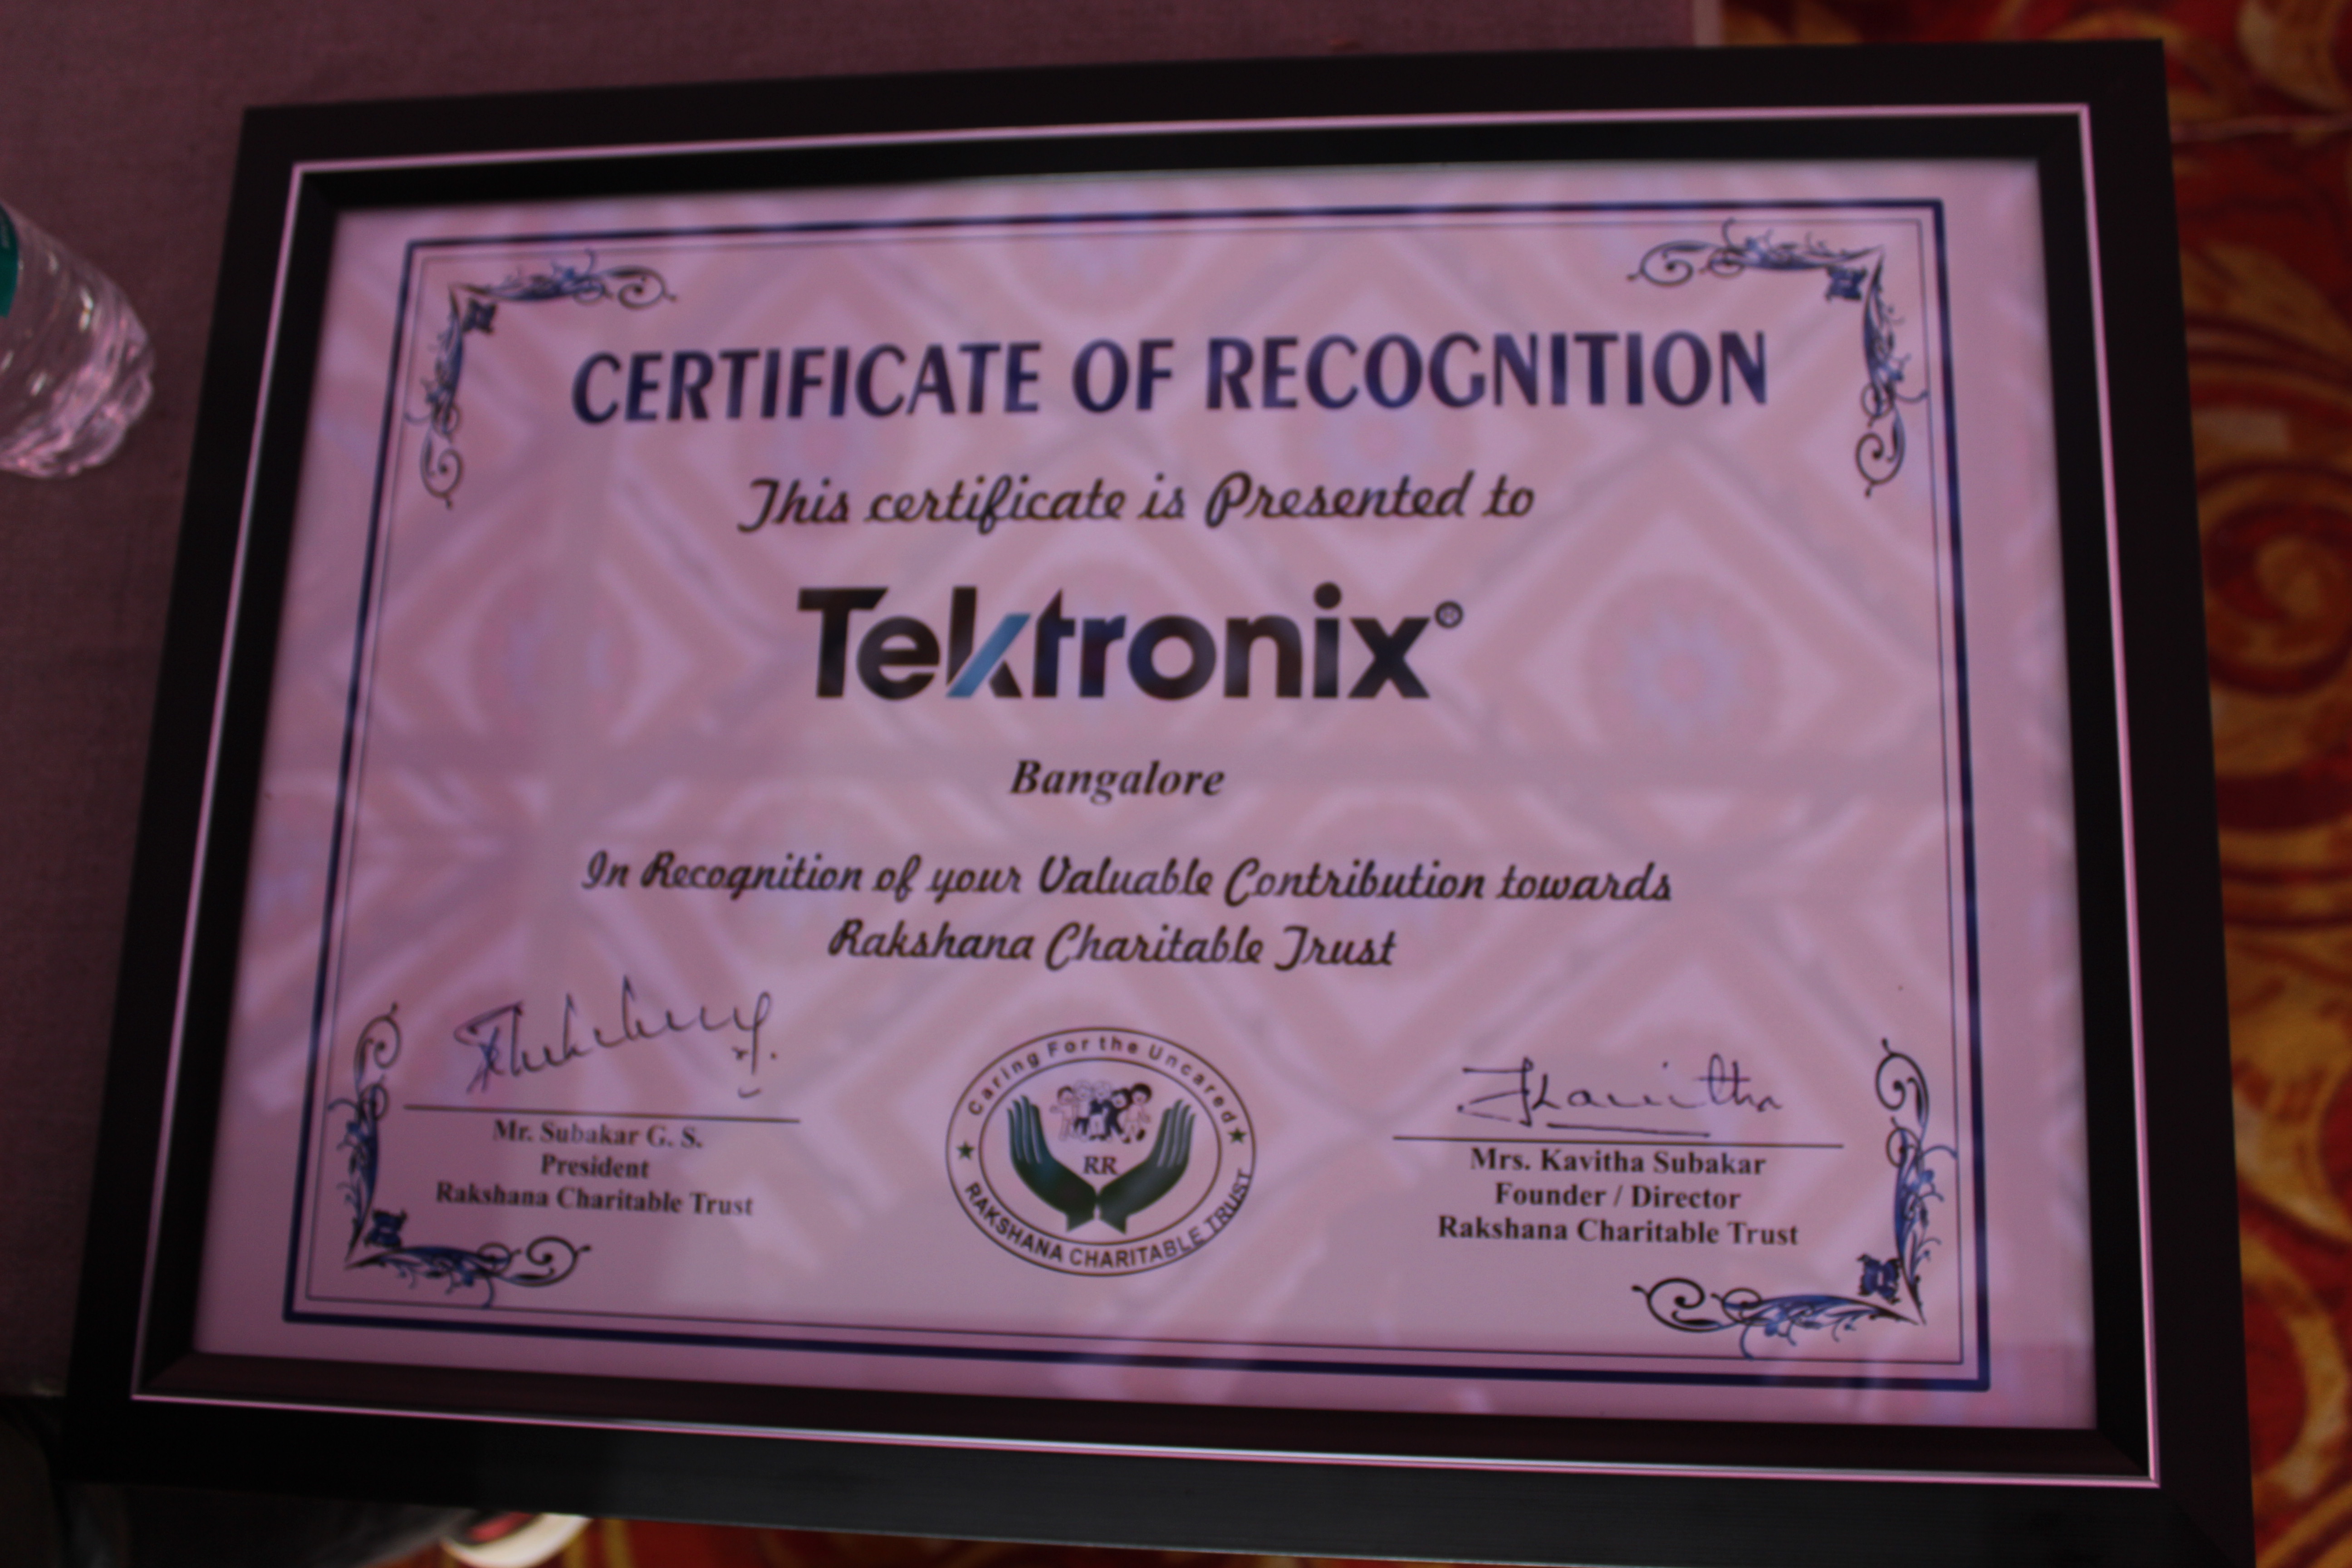 CERTIFICATE OF RECOGNITION
This certificate is Presented to
Tektronix®
Bangalore
In Recognition of your Valuable Contribution towards
Rakshana Charitable Trust
Mr. Subakar G. S.
President
Rakshana Charitable Trust
Caring For the Uncared
RR
RAKSHANA CHARITABLE TRUST
Kavitha
Mrs. Kavitha Subakar
Founder / Director
Rakshana Charitable Trust